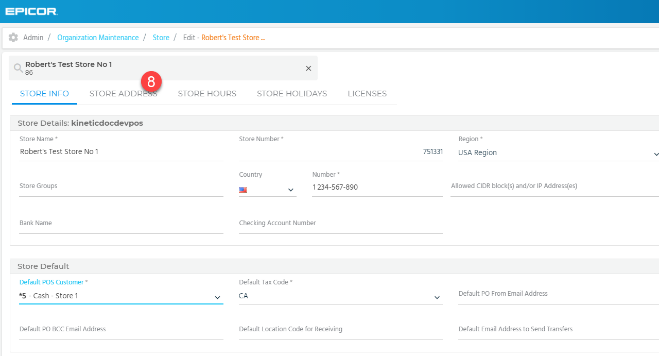 EPICOR
Admin / Organization Maintenance / Store / Edit - Robert's Test Store ...
Robert's Test Store No 1
86
8
STORE INFO STORE ADDRESS STORE HOURS STORE HOLIDAYS LICENSES
Store Details: kineticdocdevpos
Store Name * Store Number * Region *
Robert's Test Store No 1 751331 USA Region
Country Number *
Store Groups 1 234-567-890 Allowed CIDR block(s) and/or IP Address(es)
Bank Name Checking Account Number
Store Default
Default POS Customer * Default Tax Code *
*5 - Cash - Store 1 CA Default PO From Email Address
Default PO BCC Email Address Default Location Code for Receiving Default Email Address to Send Transfers